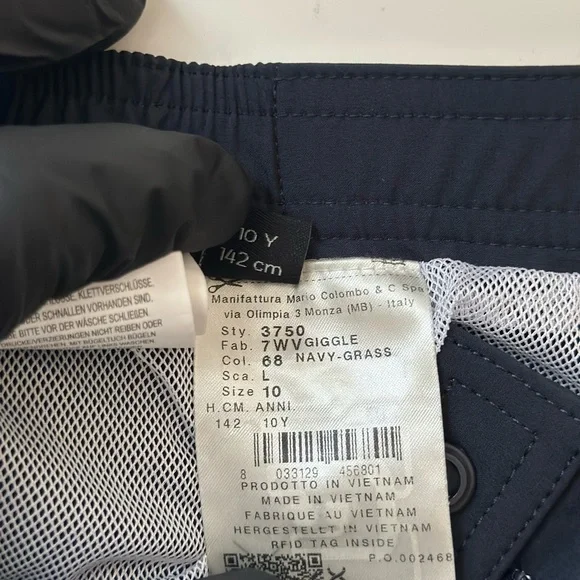 10 Y
142 cm
SCHLOSSE. KLETTVERSCHLÜSSE.
SCHNALLEN VORHANDEN SIND.
BITTE VOR DER WÄSCHE SCHLIEßEN
DRUCKVERZIERUNGEN NICHT REIBEN ODER
Manifattura Mario Colombo & C Spa
via Olimpia 3 Monza (MB) - Italy
Sty. 3750
Fab. 7WVGIGGLE
Col. 68 NAVY-GRASS
Sca. L
Size 10
H.CM. ANNI.
142 10Y
8 033129 456801
PRODOTTO IN VIETNAM
MADE IN VIETNAM
FABRIQUE AU VIETNAM
HERGESTELLT IN VIETNAM
RFID TAG INSIDE
P.O.002468